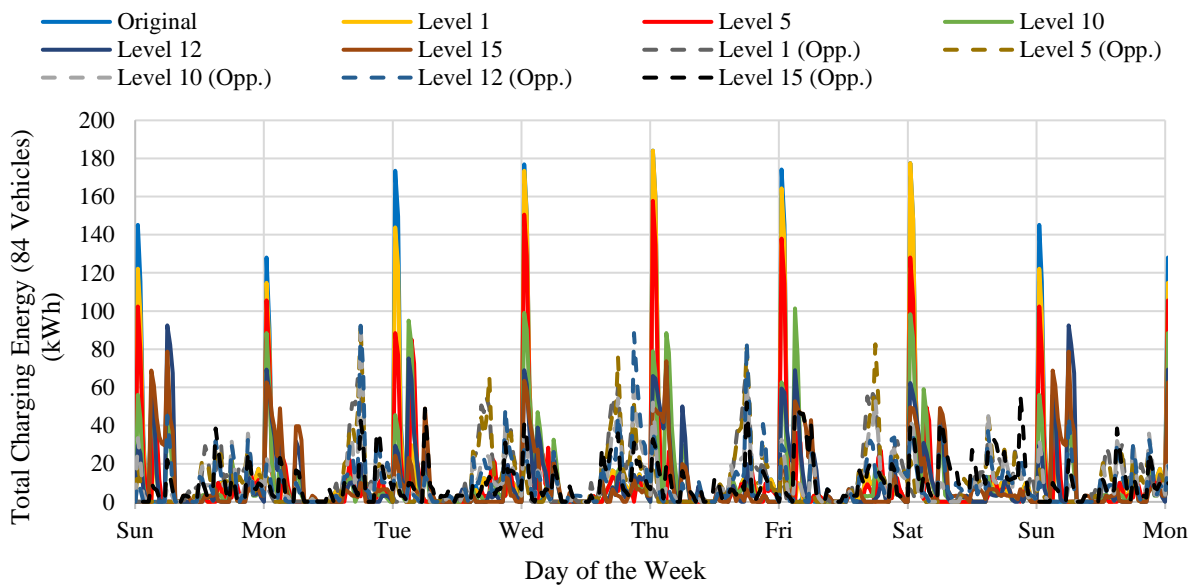 Original Level 1 Level 5 Level 10
Level 12 Level 15 Level 1 (Opp.) Level 5 (Opp.)
Level 10 (Opp.) Level 12 (Opp.) Level 15 (Opp.)
Total Charging Energy (84 Vehicles)
(kWh)
200
180
160
140
120
100
80
60
40
20
0
Sun Mon Tue Wed Thu Fri Sat Sun Mon
Day of the Week